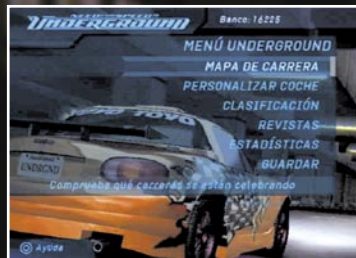 UNDERGROUND
Banco: 16225
MENÚ UNDERGROUND
MAPA DE CARRERA
PERSONALIZAR COCHE
CLASIFICACIÓN
REVISTAS
ESTADÍSTICAS
GUARDAR
UNDRGND
Comprueba qué carreras se están celebrando
Ayuda